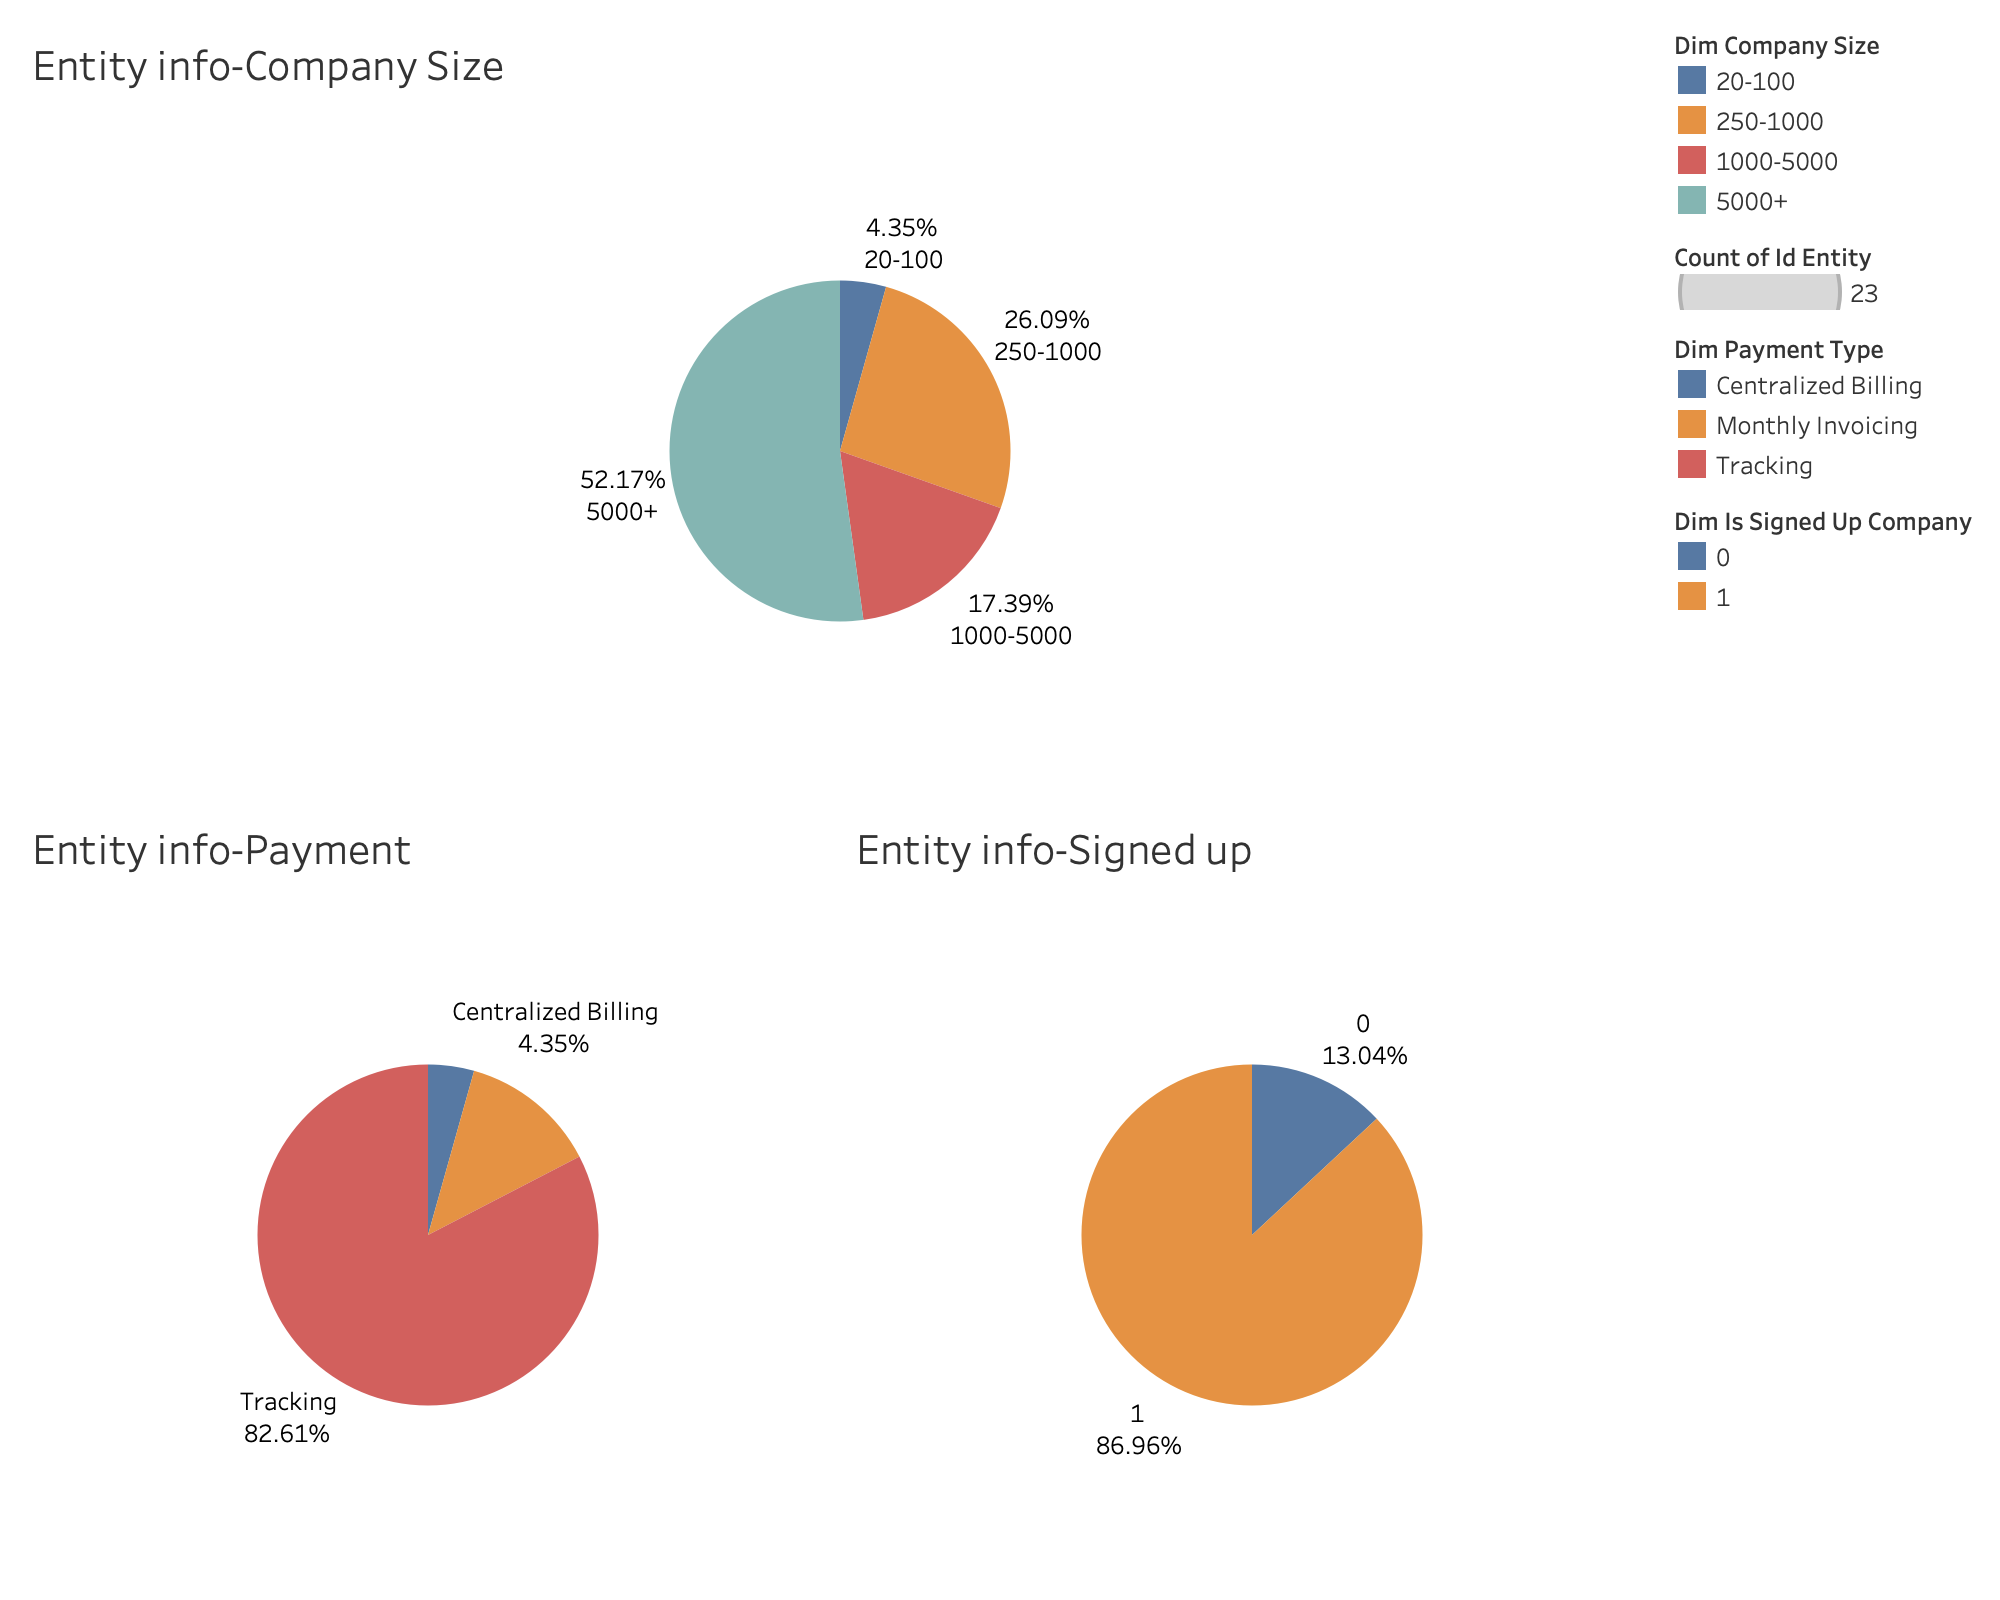 Entity info-Company Size
4.35%
20-100
26.09%
250-1000
52.17%
5000+
17.39%
1000-5000
Dim Company Size
20-100
250-1000
1000-5000
5000+
Count of Id Entity
23
Dim Payment Type
Centralized Billing
Monthly Invoicing
Tracking
Dim Is Signed Up Company
0
1
Entity info-Payment
Centralized Billing
4.35%
Tracking
82.61%
Entity info-Signed up
0
13.04%
1
86.96%